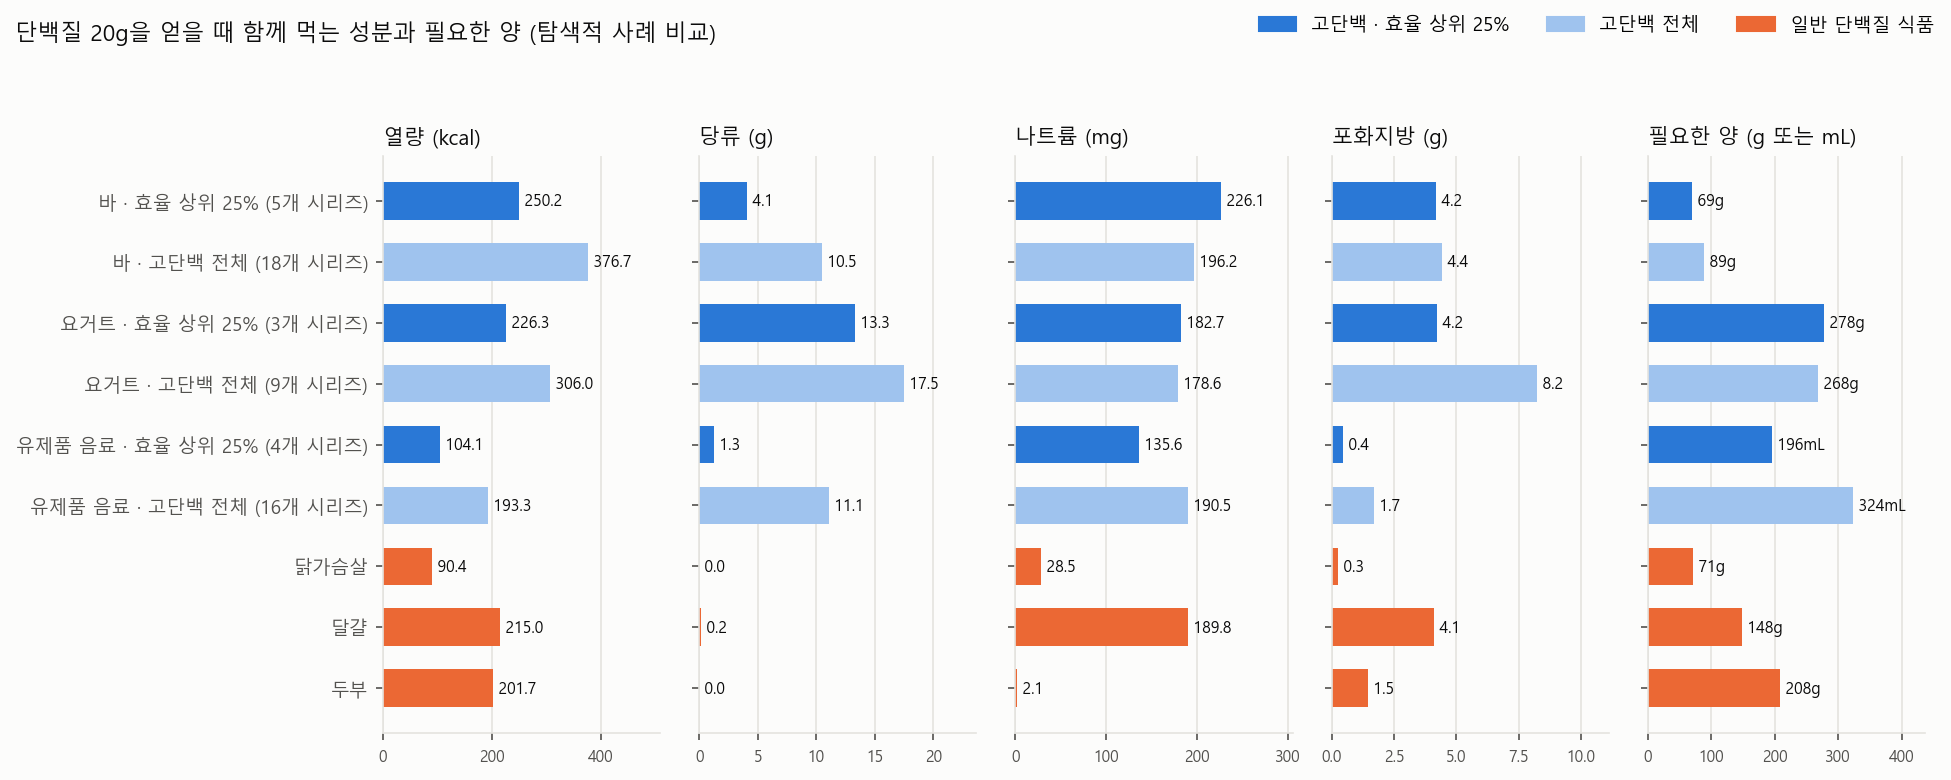 단백질 20g을 얻을 때 함께 먹는 성분과 필요한 양 (탐색적 사례 비교)
고단백 · 효율 상위 25% 고단백 전체 일반 단백질 식품
열량 (kcal) 당류 (g) 나트륨 (mg) 포화지방 (g) 필요한 양 (g 또는 mL)
바 · 효율 상위 25% (5개 시리즈) 250.2 4.1 226.1 4.2 69g
바 · 고단백 전체 (18개 시리즈) 376.7 10.5 196.2 4.4 89g
요거트 · 효율 상위 25% (3개 시리즈) 226.3 13.3 182.7 4.2 278g
요거트 · 고단백 전체 (9개 시리즈) 306.0 17.5 178.6 8.2 268g
유제품 음료 · 효율 상위 25% (4개 시리즈) 104.1 1.3 135.6 0.4 196mL
유제품 음료 · 고단백 전체 (16개 시리즈) 193.3 11.1 190.5 1.7 324mL
닭가슴살 90.4 0.0 28.5 0.3 71g
달걀 215.0 0.2 189.8 4.1 148g
두부 201.7 0.0 2.1 1.5 208g
0 200 400 0 5 10 15 20 0 100 200 300 0.0 2.5 5.0 7.5 10.0 0 100 200 300 400